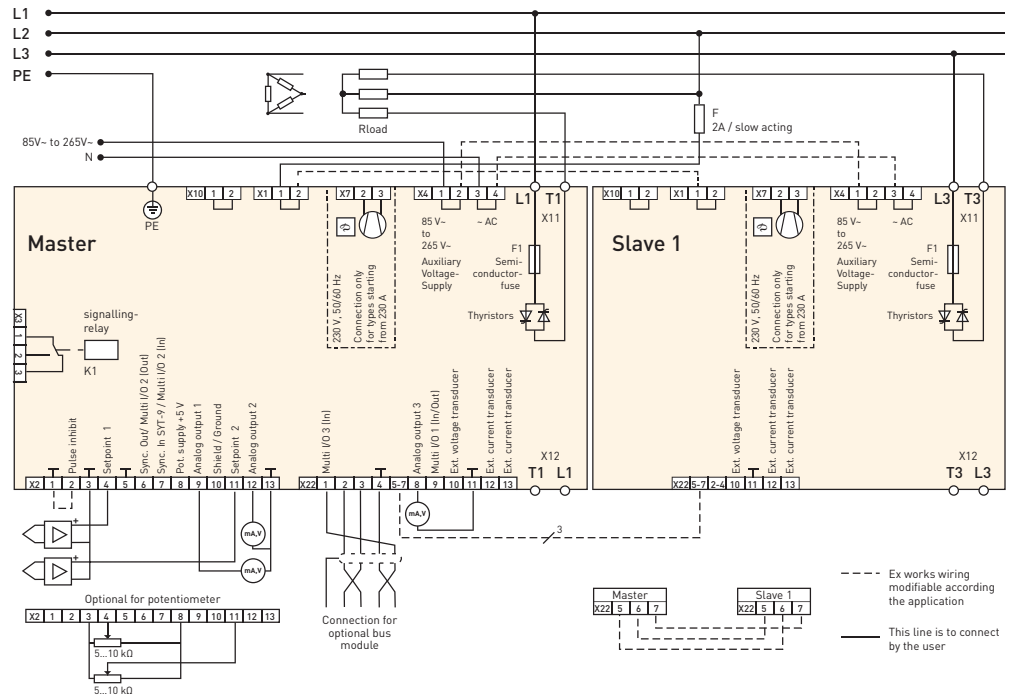 L1
L2
L3
PE
F
2A / slow acting
Rload
85V~ to 265V~
N
X10 1 2
X1 1 2
X7 2 3
X4 1 2 3 4
L1 T1
X11
X10 1 2
X1 1 2
X7 2 3
X4 1 2 3 4
L3 T3
X11
PE
Master
230 V, 50/60 Hz
Connection only
for types starting
from 230 A
85 V~
to
265 V~
~ AC
Auxiliary
Voltage-
Supply
F1
Semi-
conductor-
fuse
Thyristors
Slave 1
230 V, 50/60 Hz
Connection only
for types starting
from 230 A
85 V~
to
265 V~
~ AC
Auxiliary
Voltage-
Supply
F1
Semi-
conductor-
fuse
Thyristors
X3
1
2
3
signalling-
relay
K1
Pulse inhibit
Setpoint 1
Sync. Out/ Multi I/O 2 (Out)
Sync. In SYT-9 / Multi I/O 2 (In)
Pot. supply +5 V
Analog output 1
Shield / Ground
Setpoint 2
Analog output 2
Multi I/O 3 (In)
Analog output 3
Multi I/O 1 (In/Out)
Ext. voltage transducer
Ext. current transducer
Ext. current transducer
X12
T1 L1
Ext. voltage transducer
Ext. current transducer
Ext. current transducer
X12
T3 L3
X2 1 2 3 4 5 6 7 8 9 10 11 12 13
X22 1 2 3 4 5-7 8 9 10 11 12 13
X22 5-7 2-4 10 11 12 13
+
mA,V
mA,V
3
+
mA,V
Optional for potentiometer
X2 1 2 3 4 5 6 7 8 9 10 11 12 13
5...10 kΩ
5...10 kΩ
Connection for
optional bus
module
Master
X22 5 6 7
Slave 1
X22 5 6 7
Ex works wiring
modifiable according
the application
This line is to connect
by the user